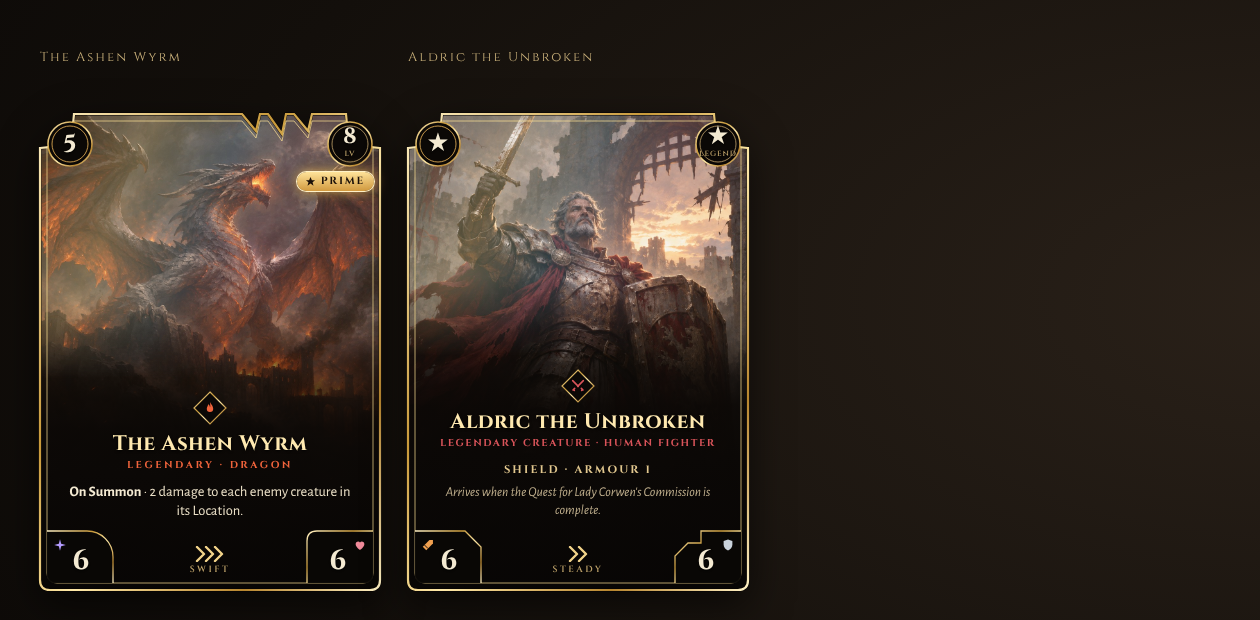 The Ashen Wyrm
5
8
LV
★ PRIME
The Ashen Wyrm
LEGENDARY · DRAGON
On Summon · 2 damage to each enemy creature in
its Location.
6
SWIFT
6
Aldric the Unbroken
LEGEND
Aldric the Unbroken
LEGENDARY CREATURE · HUMAN FIGHTER
SHIELD · ARMOUR 1
Arrives when the Quest for Lady Corwen's Commission is
complete.
6
STEADY
6